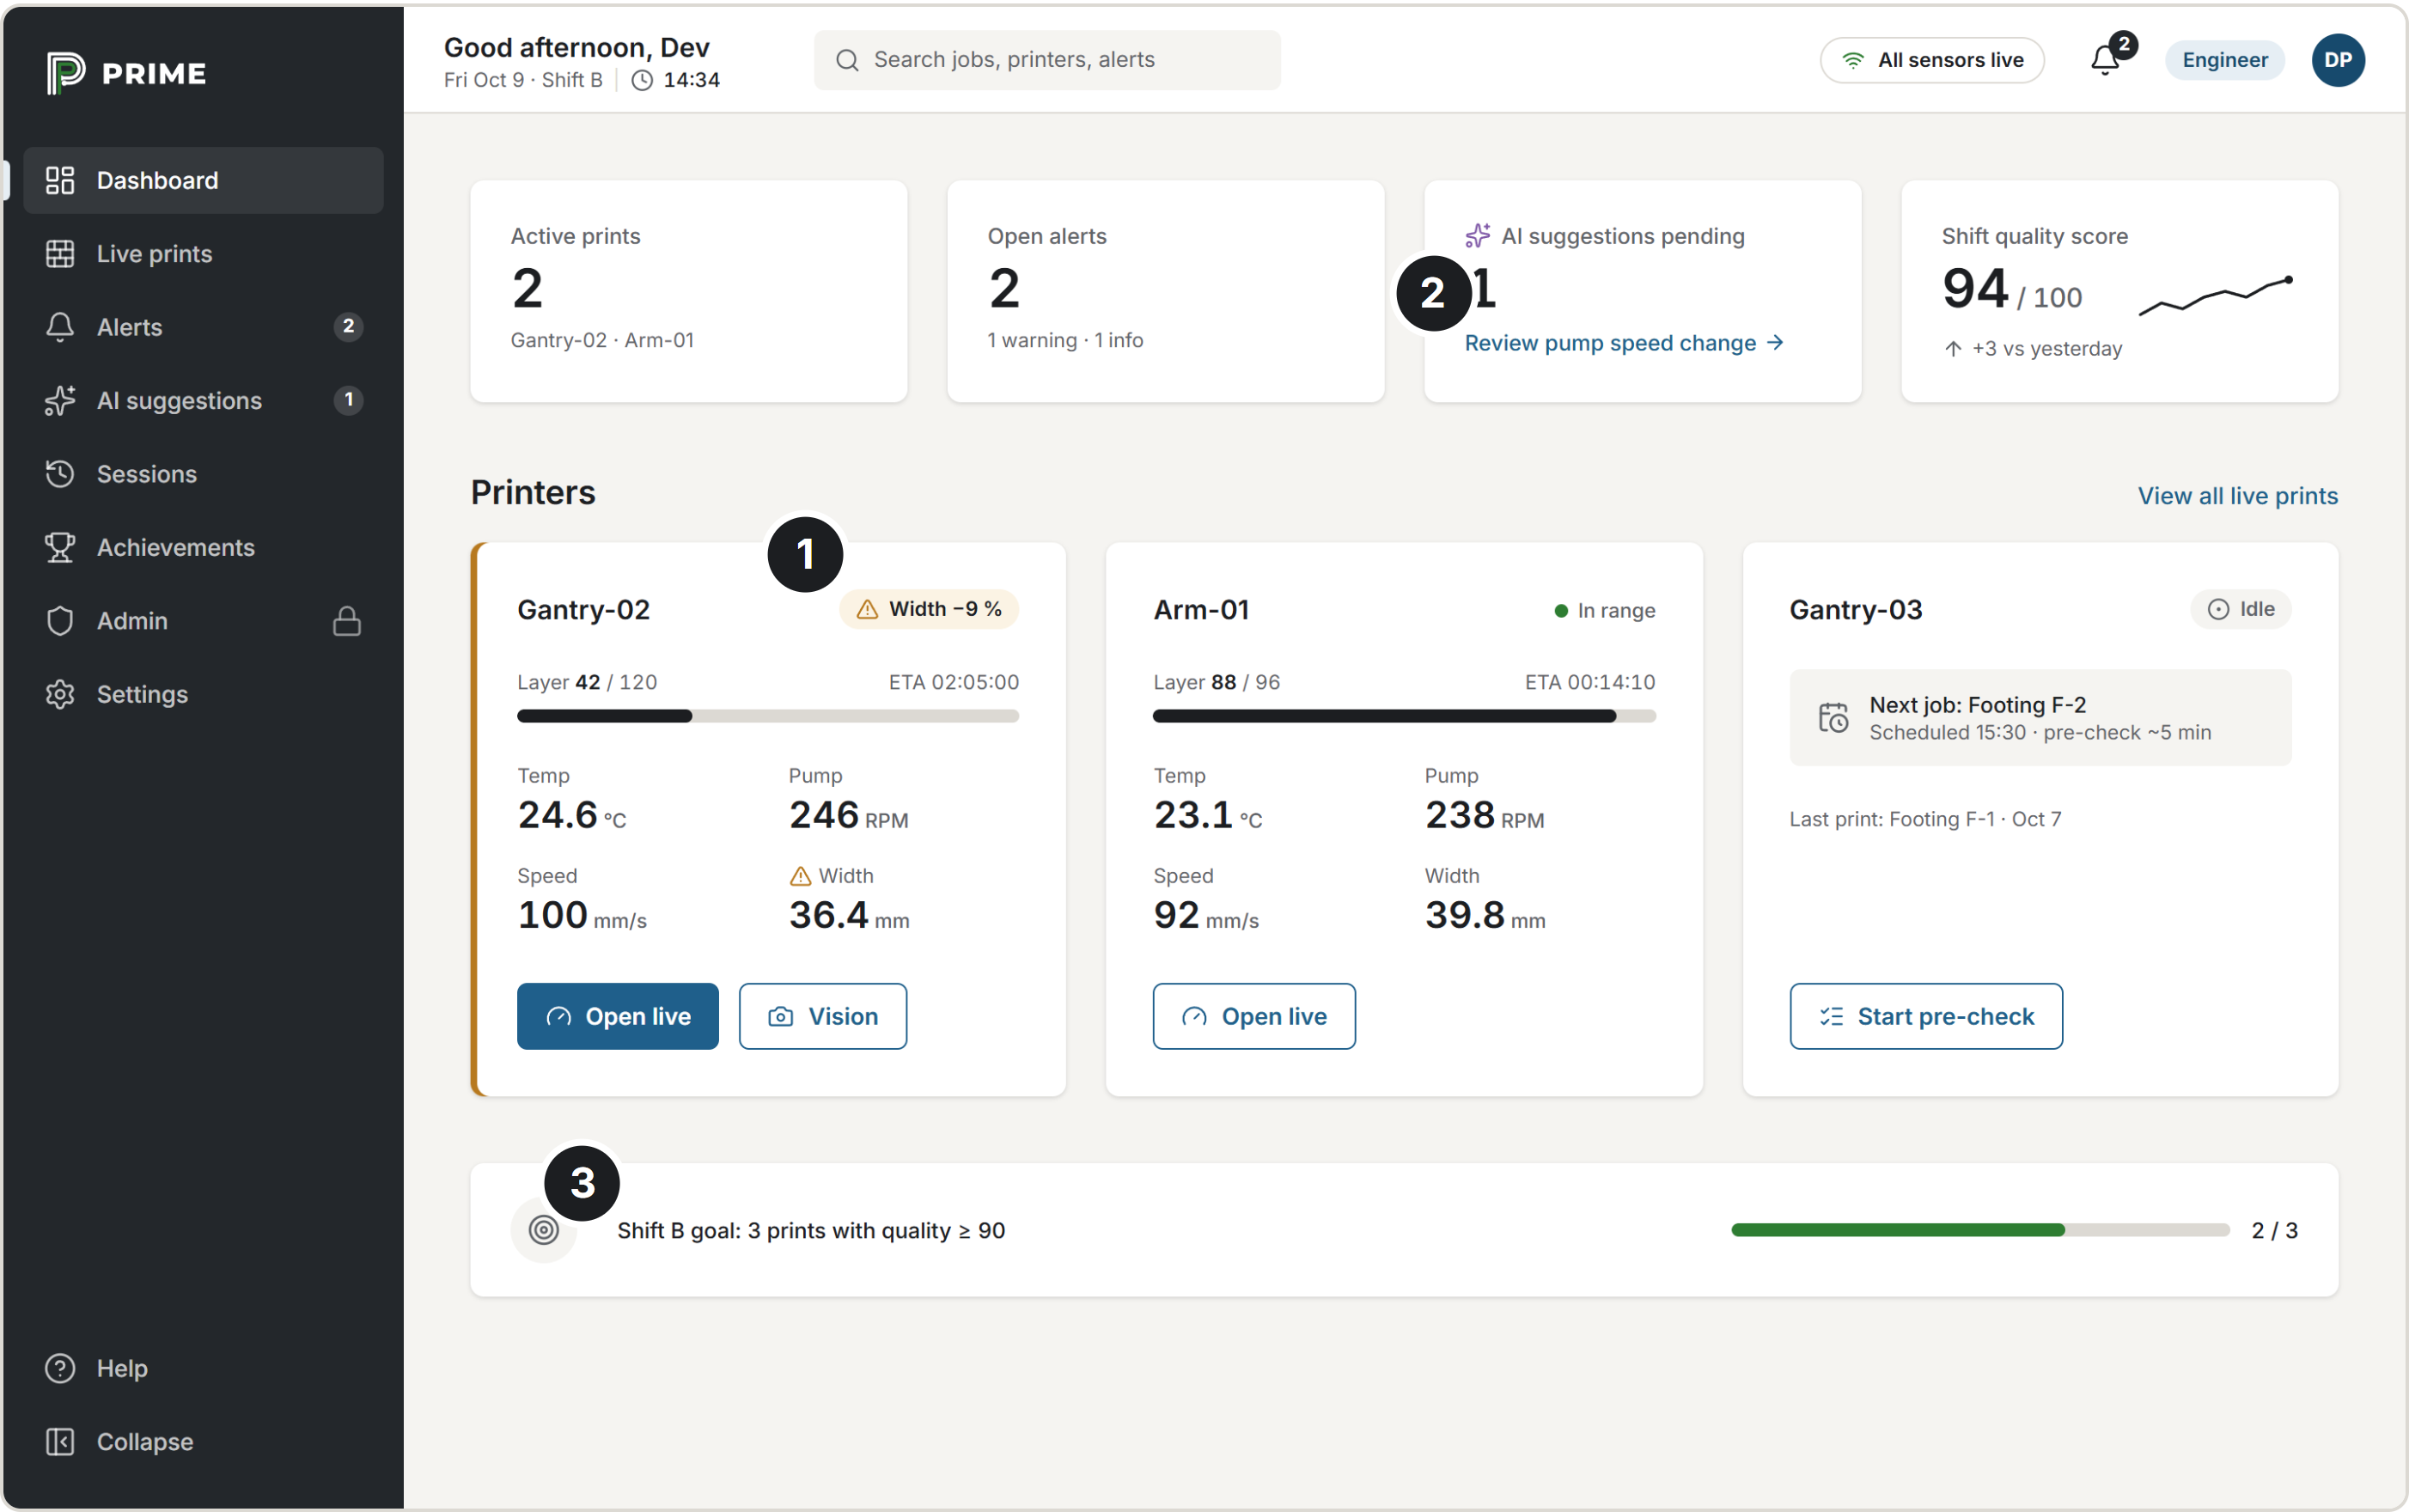 PRIME
Dashboard
Live prints
Alerts 2
AI suggestions 1
Sessions
Achievements
Admin
Settings
Help
Collapse
Good afternoon, Dev
Fri Oct 9 · Shift B 14:34
Search jobs, printers, alerts
All sensors live
2
Engineer
DP
Active prints
2
Gantry-02 · Arm-01
Open alerts
2
1 warning · 1 info
2
AI suggestions pending
1
Review pump speed change →
Shift quality score
94 / 100
↑ +3 vs yesterday
Printers
View all live prints
1
Gantry-02
Width −9 %
Layer 42 / 120
ETA 02:05:00
Temp
24.6 °C
Pump
246 RPM
Speed
100 mm/s
Width
36.4 mm
Open live
Vision
Arm-01
In range
Layer 88 / 96
ETA 00:14:10
Temp
23.1 °C
Pump
238 RPM
Speed
92 mm/s
Width
39.8 mm
Open live
Gantry-03
Idle
Next job: Footing F-2
Scheduled 15:30 · pre-check ~5 min
Last print: Footing F-1 · Oct 7
Start pre-check
3
Shift B goal: 3 prints with quality ≥ 90
2 / 3